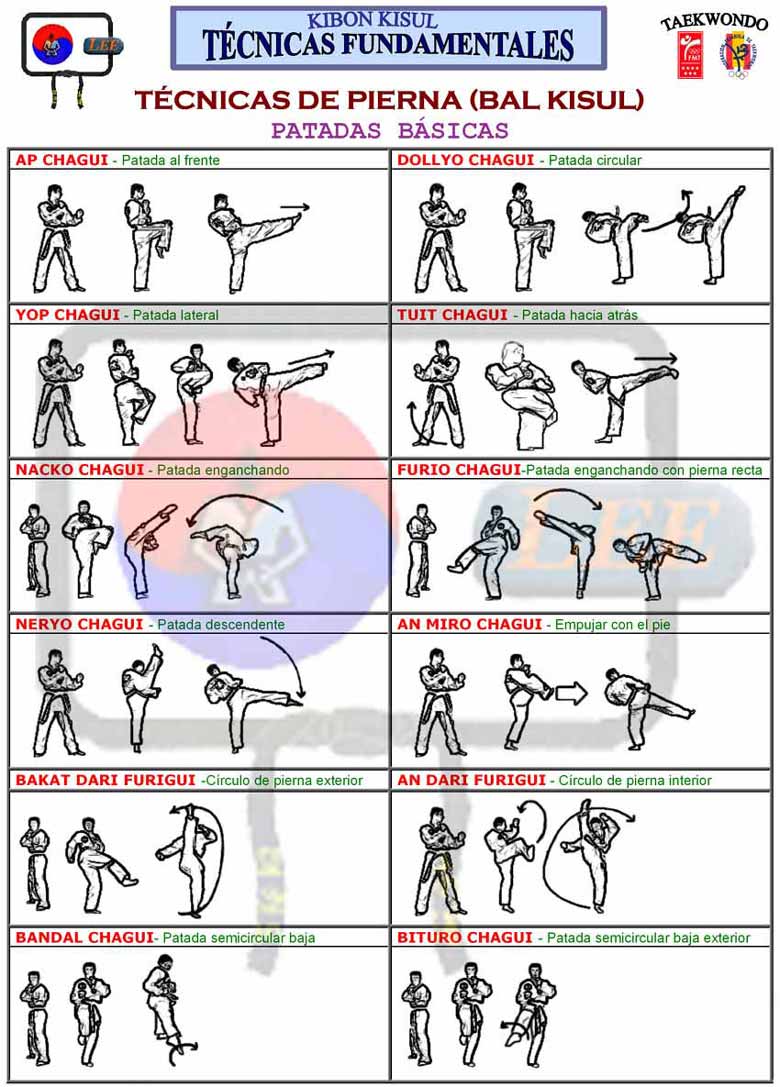 KIBON KISUL
TÉCNICAS FUNDAMENTALES
LEE
TAEKWONDO
FMT
TÉCNICAS DE PIERNA (BAL KISUL)
PATADAS BÁSICAS
AP CHAGUI - Patada al frente
DOLLYO CHAGUI - Patada circular
YOP CHAGUI - Patada lateral
TUIT CHAGUI - Patada hacia atrás
NACKO CHAGUI - Patada enganchando
FURIO CHAGUI-Patada enganchando con pierna recta
LEE
NERYO CHAGUI - Patada descendente
AN MIRO CHAGUI - Empujar con el pie
BAKAT DARI FURIGUI -Círculo de pierna exterior
AN DARI FURIGUI - Círculo de pierna interior
BANDAL CHAGUI- Patada semicircular baja
BITURO CHAGUI - Patada semicircular baja exterior